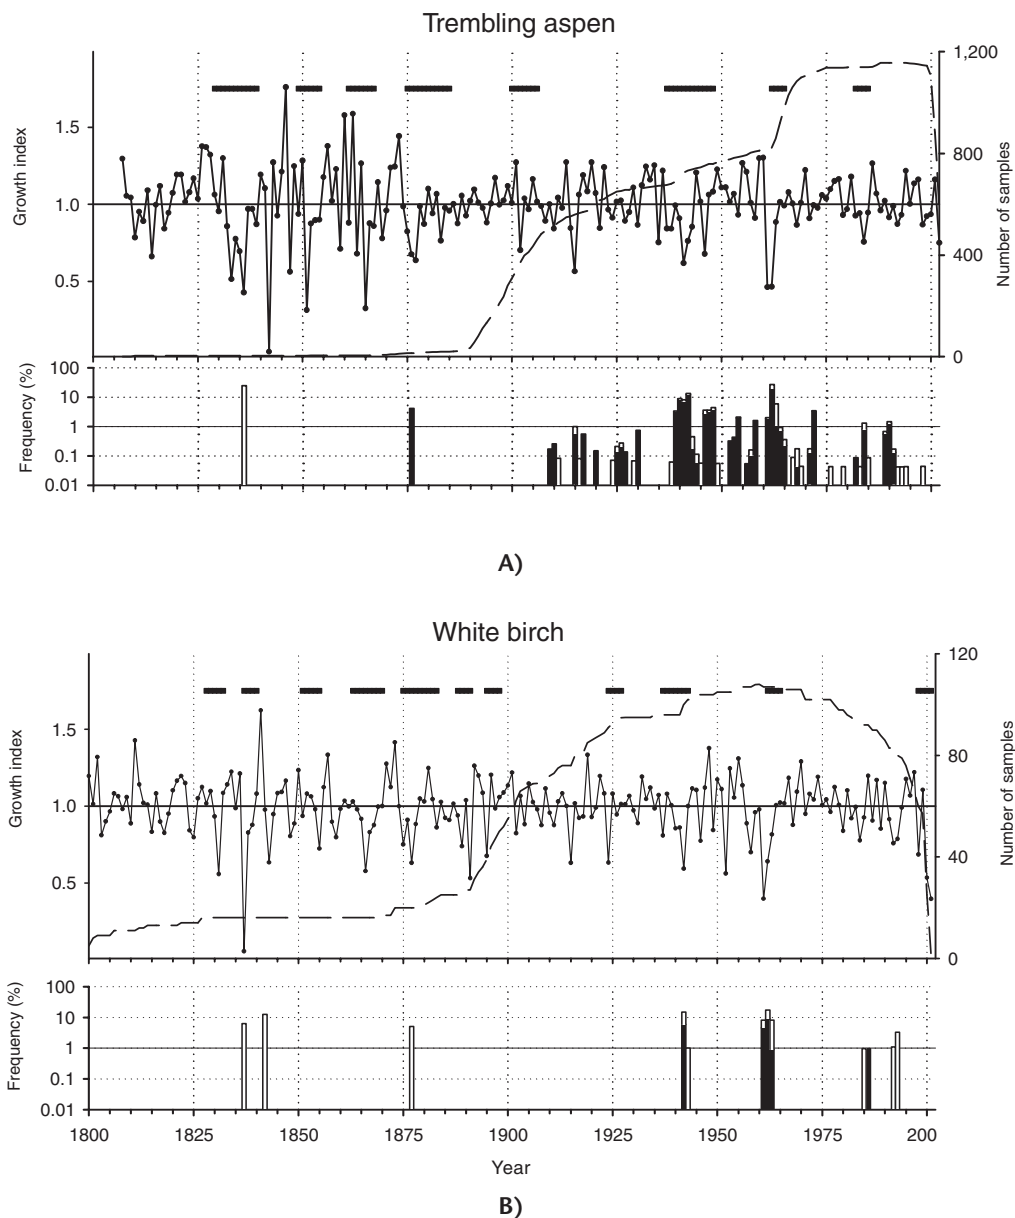 Trembling aspen
1,200
1.5
800
1.0
400
0.5
0
Growth index
Number of samples
100
10
1
0.1
0.01
Frequency (%)
A)
White birch
120
1.5
80
1.0
40
0.5
0
Growth index
Number of samples
100
10
1
0.1
0.01
Frequency (%)
1800 1825 1850 1875 1900 1925 1950 1975 200
Year
B)